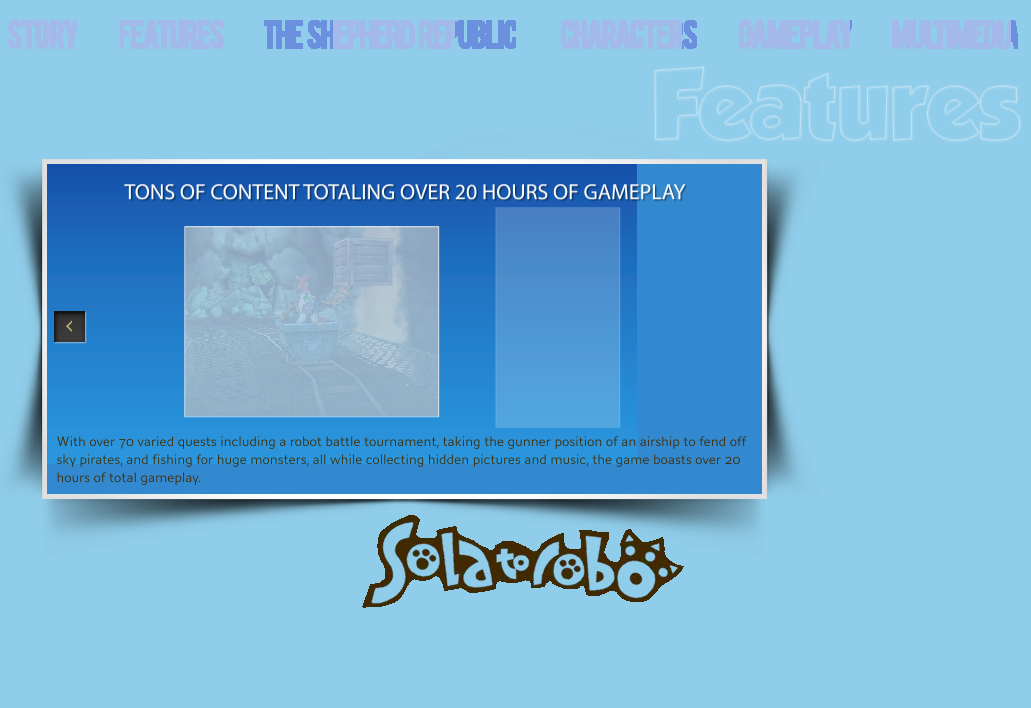 STORY FEATURES THE SHEPHERD REPUBLIC CHARACTERS GAMEPLAY MULTIMEDIA
Features
TONS OF CONTENT TOTALING OVER 20 HOURS OF GAMEPLAY
With over 70 varied quests including a robot battle tournament, taking the gunner position of an airship to fend off
sky pirates, and fishing for huge monsters, all while collecting hidden pictures and music, the game boasts over 20
hours of total gameplay.
Solatorobo